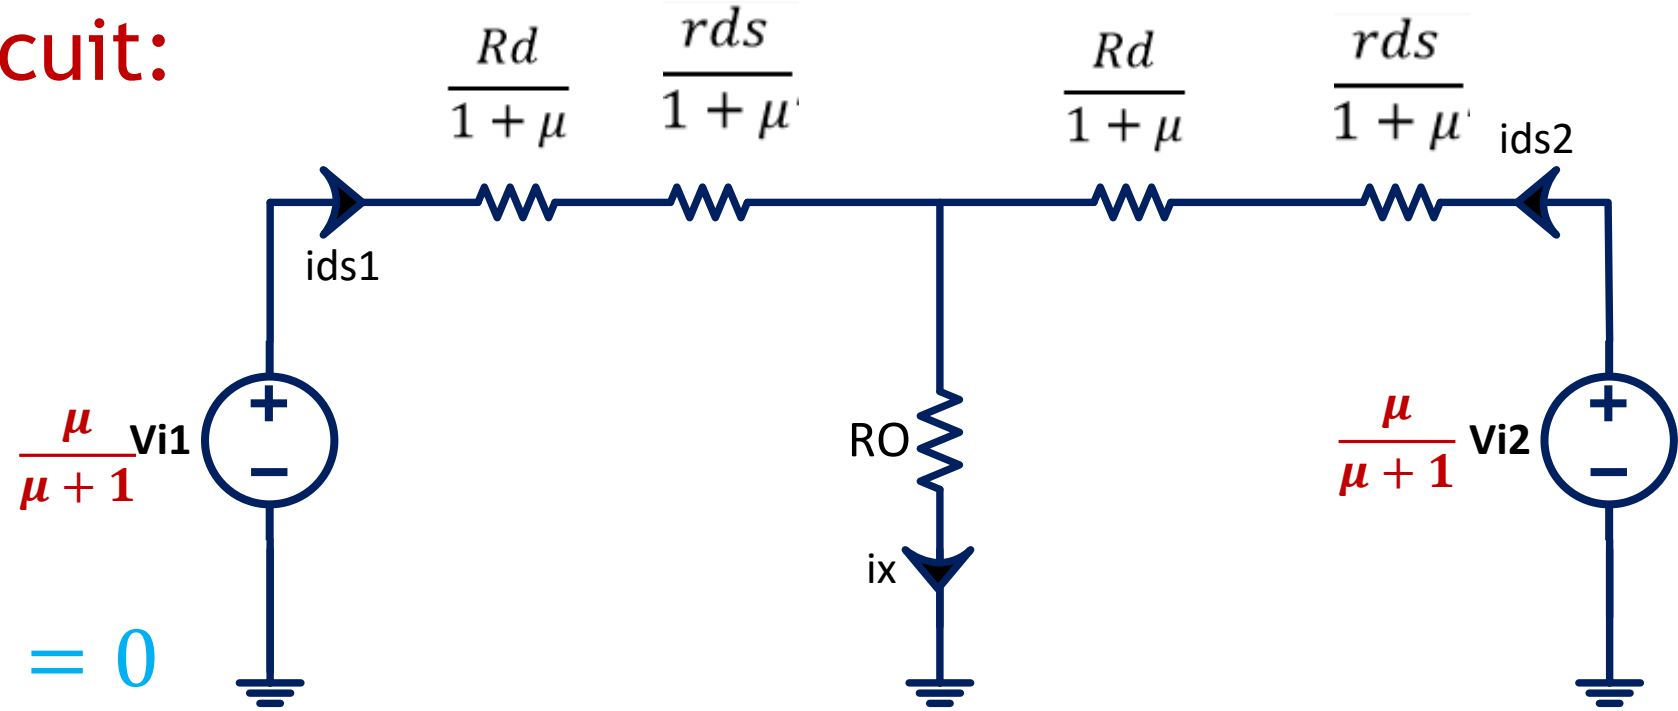 cuit:
Rd
1 + μ
rds
1 + μ
Rd
1 + μ
rds
1 + μ
ids2
ids1
+
−
μ
μ + 1
Vi1
RO
ix
μ
μ + 1
Vi2
+
−
= 0